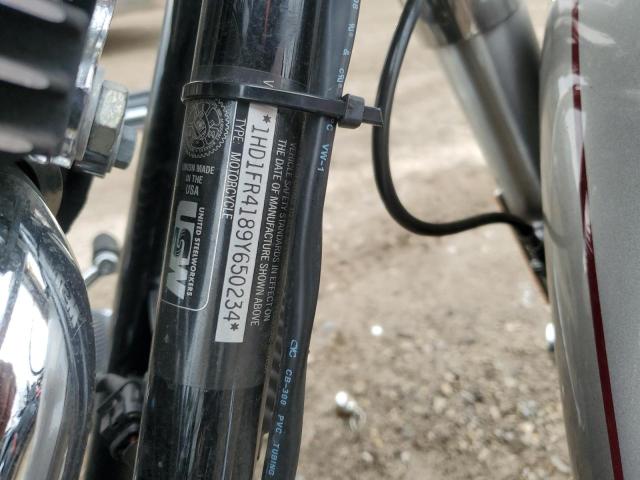 UNION MADE
IN THE
USA
UNITED STEELWORKERS
USW
TYPE: MOTORCYCLE
*1HD1FR4189Y650234*
VEHICLE SAFETY STANDARDS IN EFFECT ON
THE DATE OF MANUFACTURE SHOWN ABOVE
VW-1
CB-300 PVC TUBING